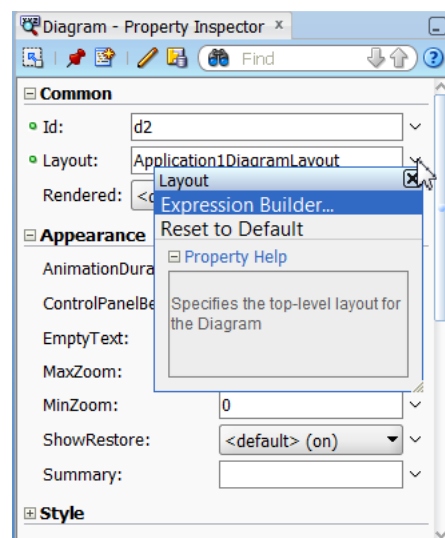 Diagram - Property Inspector
Find
Common
Id: d2
Layout: Application1DiagramLayout
Layout
Rendered: <
Expression Builder...
Reset to Default
Appearance
Property Help
AnimationDura
Specifies the top-level layout for
ControlPanelBe
the Diagram
EmptyText:
MaxZoom:
MinZoom: 0
ShowRestore: <default> (on)
Summary:
Style